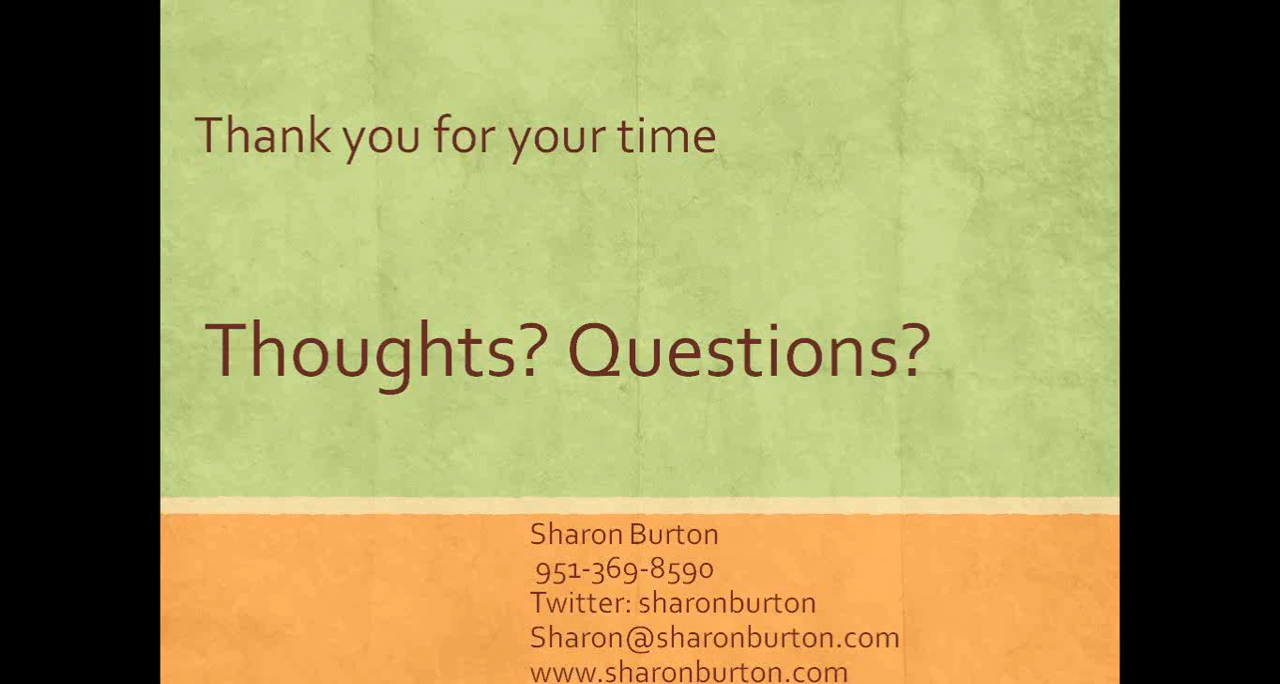 Thank you for your time
Thoughts? Questions?
Sharon Burton
951-369-8590
Twitter: sharonburton
Sharon@sharonburton.com
www.sharonburton.com